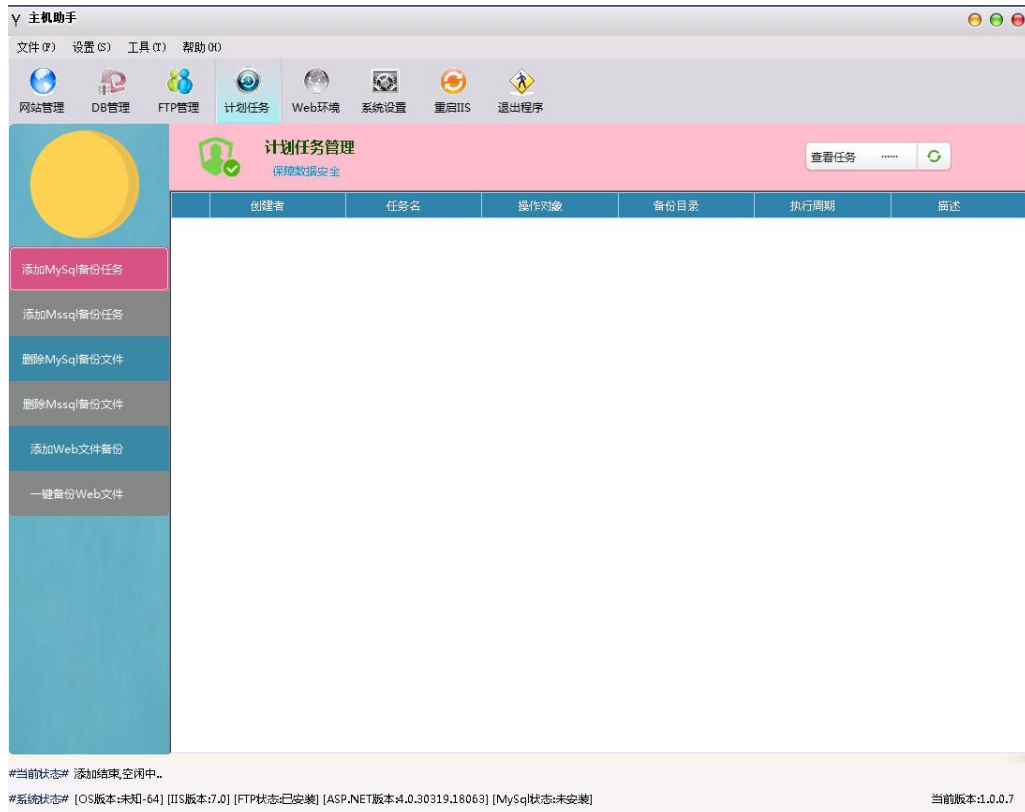 主机助手
文件(F) 设置(S) 工具(T) 帮助(H)
网站管理 DB管理 FTP管理 计划任务 Web环境 系统设置 重启IIS 退出程序
计划任务管理
保障数据安全
查看任务 ······
创建者 任务名 操作对象 备份目录 执行周期 描述
添加MySql备份任务
添加Mssql备份任务
删除MySql备份文件
删除Mssql备份文件
添加Web文件备份
一键备份Web文件
#当前状态# 添加结束,空闲中..
#系统状态# [OS版本:未知-64] [IIS版本:7.0] [FTP状态:已安装] [ASP.NET版本:4.0.30319.18063] [MySql状态:未安装] 当前版本:1.0.0.7